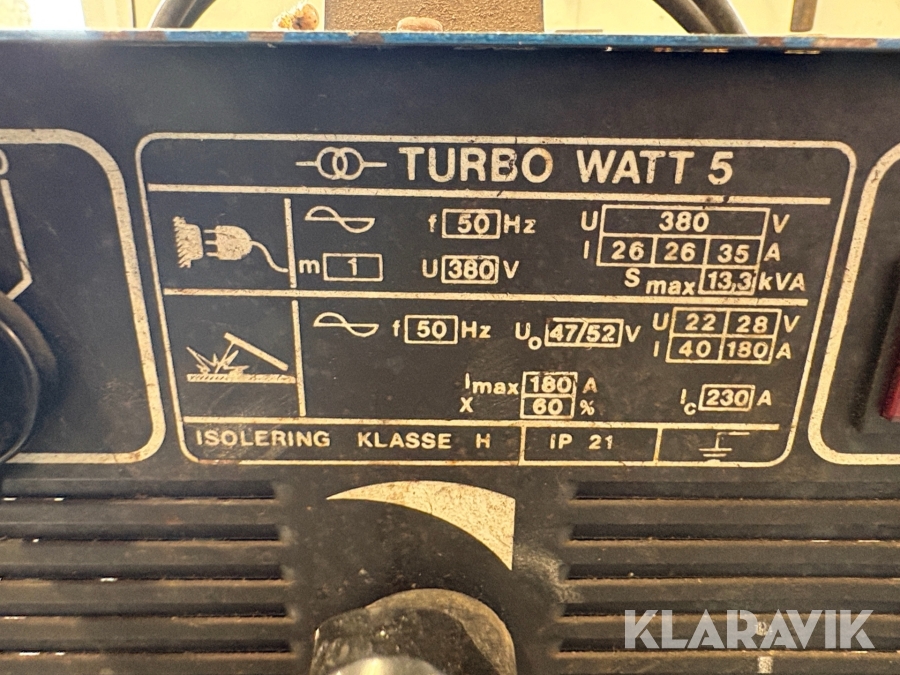 TURBO WATT 5
f 50 Hz U 380 V
I 26 26 35 A
m 1 U 380 V
S max 13,3 kVA
f 50 Hz Uo 47/52 V U 22 28 V
I 40 180 A
Imax 180 A
X 60 % Ic 230 A
ISOLERING KLASSE H IP 21
KLARAVIK